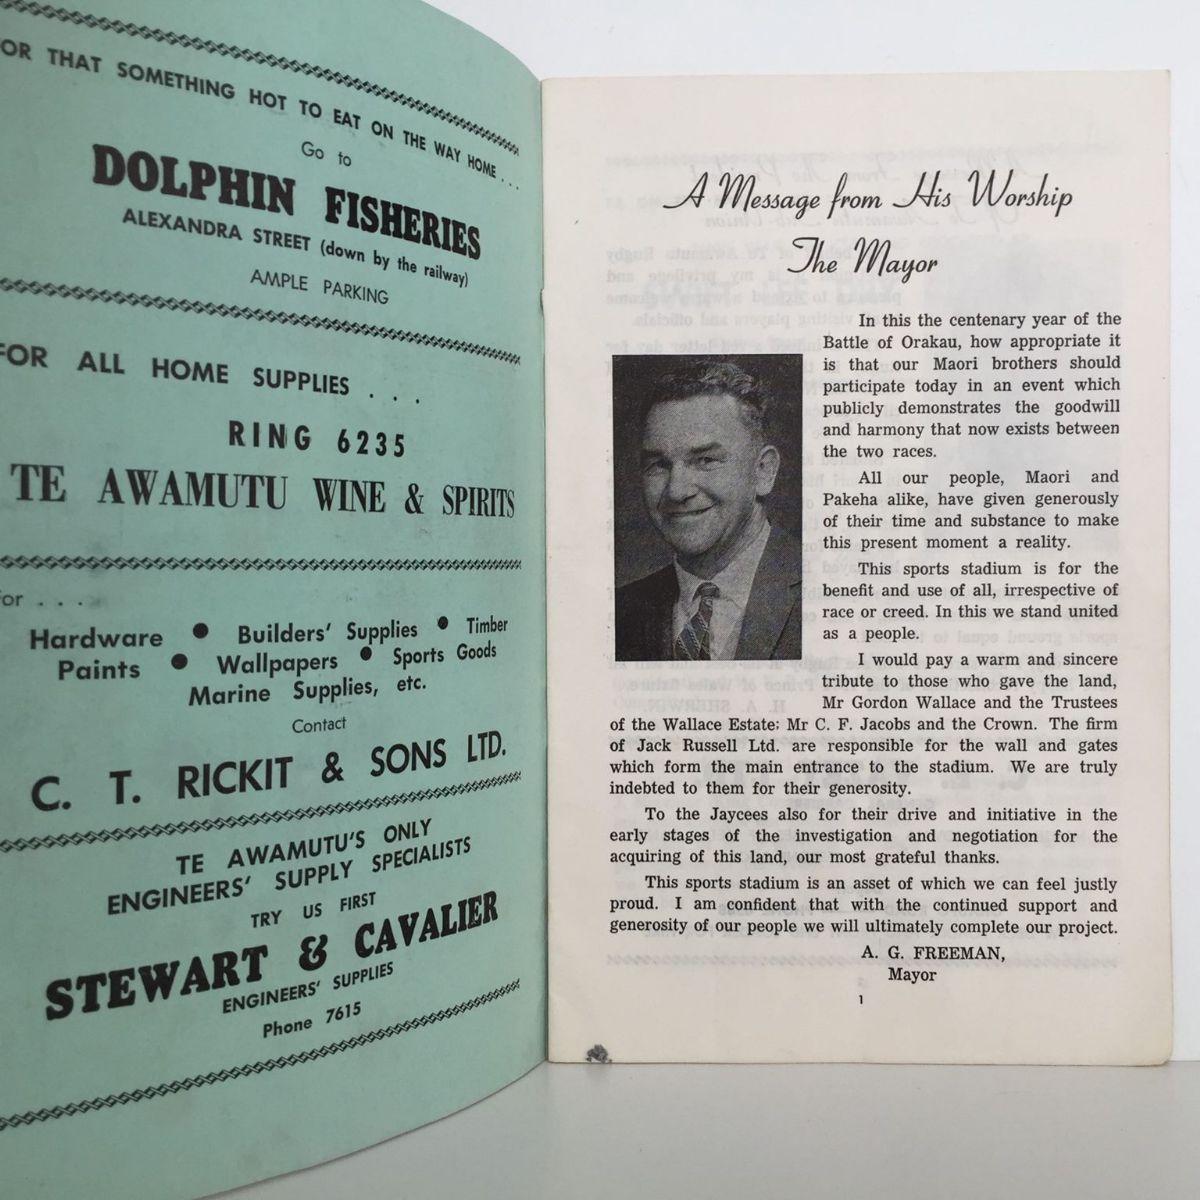 OR THAT SOMETHING HOT TO EAT ON THE WAY HOME . . .
Go to
DOLPHIN FISHERIES
ALEXANDRA STREET (down by the railway)
AMPLE PARKING
FOR ALL HOME SUPPLIES . . .
RING 6235
TE AWAMUTU WINE & SPIRITS
or . . .
Hardware ● Builders' Supplies ● Timber
Paints ● Wallpapers ● Sports Goods
Marine Supplies, etc.
Contact
C. T. RICKIT & SONS LTD.
TE AWAMUTU'S ONLY
ENGINEERS' SUPPLY SPECIALISTS
TRY US FIRST
STEWART & CAVALIER
ENGINEERS' SUPPLIES
Phone 7615
A Message from His Worship
The Mayor
In this the centenary year of the
Battle of Orakau, how appropriate it
is that our Maori brothers should
participate today in an event which
publicly demonstrates the goodwill
and harmony that now exists between
the two races.
All our people, Maori and
Pakeha alike, have given generously
of their time and substance to make
this present moment a reality.
This sports stadium is for the
benefit and use of all, irrespective of
race or creed. In this we stand united
as a people.
I would pay a warm and sincere
tribute to those who gave the land,
Mr Gordon Wallace and the Trustees
of the Wallace Estate; Mr C. F. Jacobs and the Crown. The firm
of Jack Russell Ltd. are responsible for the wall and gates
which form the main entrance to the stadium. We are truly
indebted to them for their generosity.
To the Jaycees also for their drive and initiative in the
early stages of the investigation and negotiation for the
acquiring of this land, our most grateful thanks.
This sports stadium is an asset of which we can feel justly
proud. I am confident that with the continued support and
generosity of our people we will ultimately complete our project.
A. G. FREEMAN,
Mayor
1